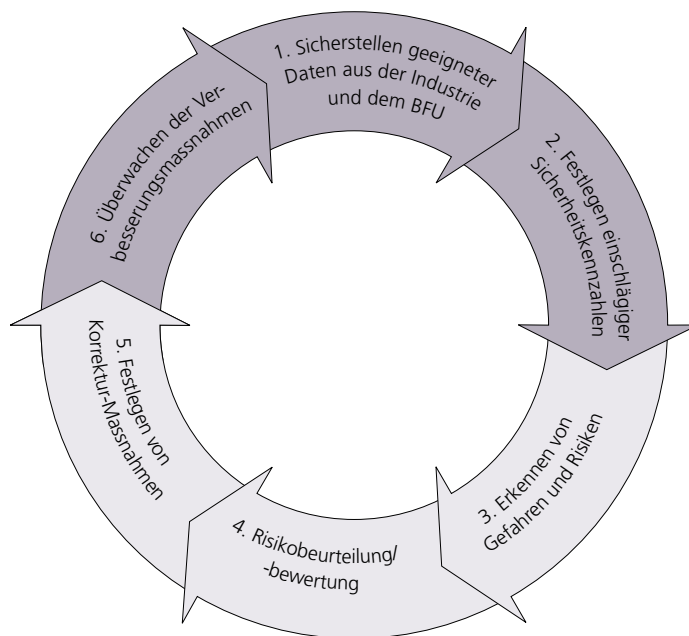 1. Sicherstellen geeigneter
Daten aus der Industrie
und dem BFU
2. Festlegen einschlägiger
Sicherheitskennzahlen
3. Erkennen von
Gefahren und Risiken
4. Risikobeurteilung/
-bewertung
5. Festlegen von
Korrektur-Massnahmen
6. Überwachen der Ver-
besserungsmassnahmen